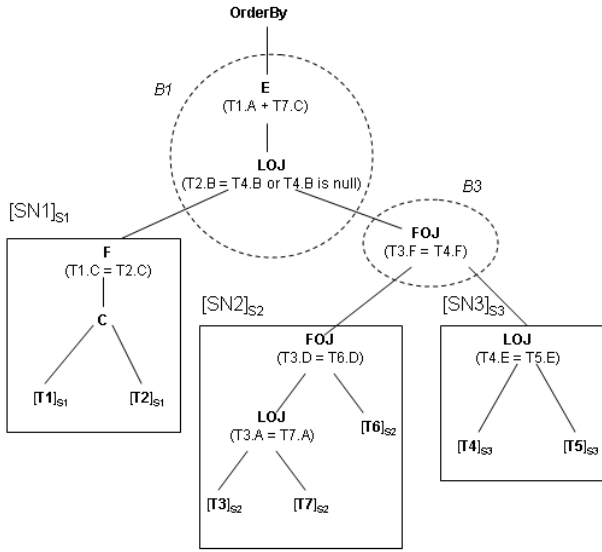 OrderBy
B1
E
(T1.A + T7.C)
LOJ
(T2.B = T4.B or T4.B is null)
B3
FOJ
(T3.F = T4.F)
[SN1]S1
F
(T1.C = T2.C)
C
[T1]S1
[T2]S1
[SN2]S2
FOJ
(T3.D = T6.D)
LOJ
(T3.A = T7.A)
[T6]S2
[T3]S2
[T7]S2
[SN3]S3
LOJ
(T4.E = T5.E)
[T4]S3
[T5]S3